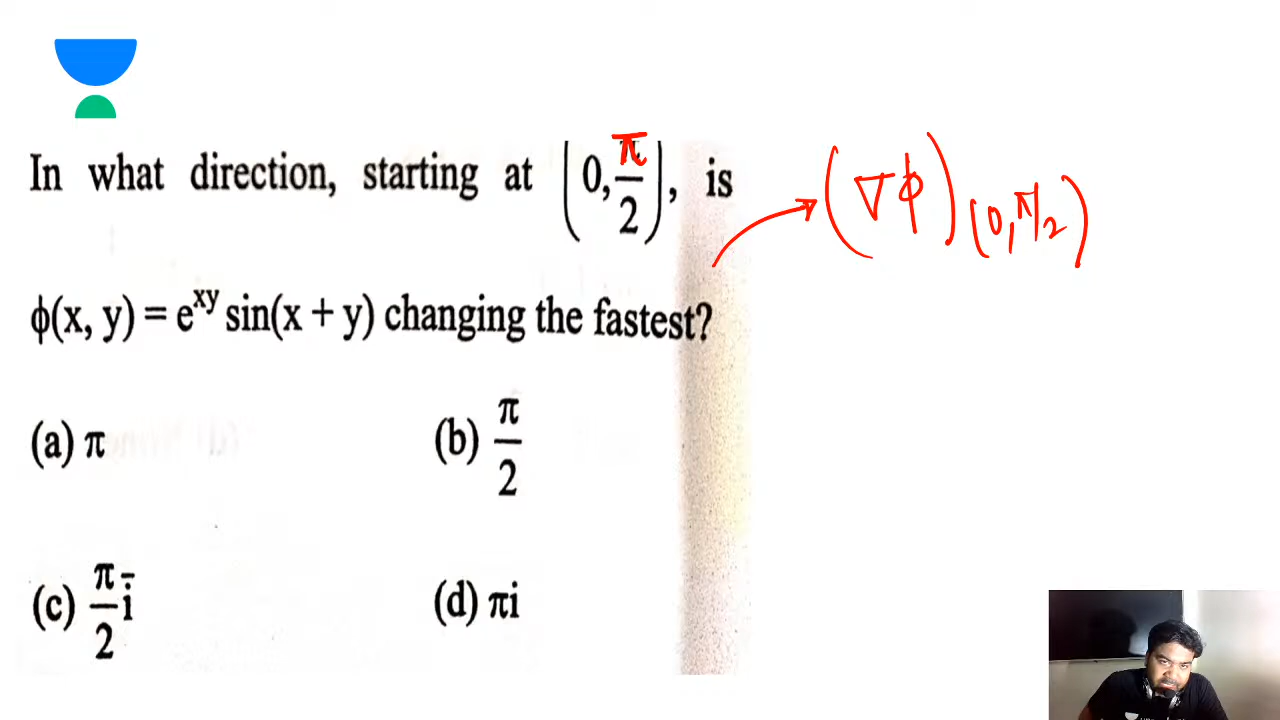 In what direction, starting at (0, π/2), is
(∇φ)(0, π/2)
ϕ(x, y) = e^xy sin(x + y) changing the fastest?
(a) π (b) π/2
(c) π/2 i̅ (d) πi